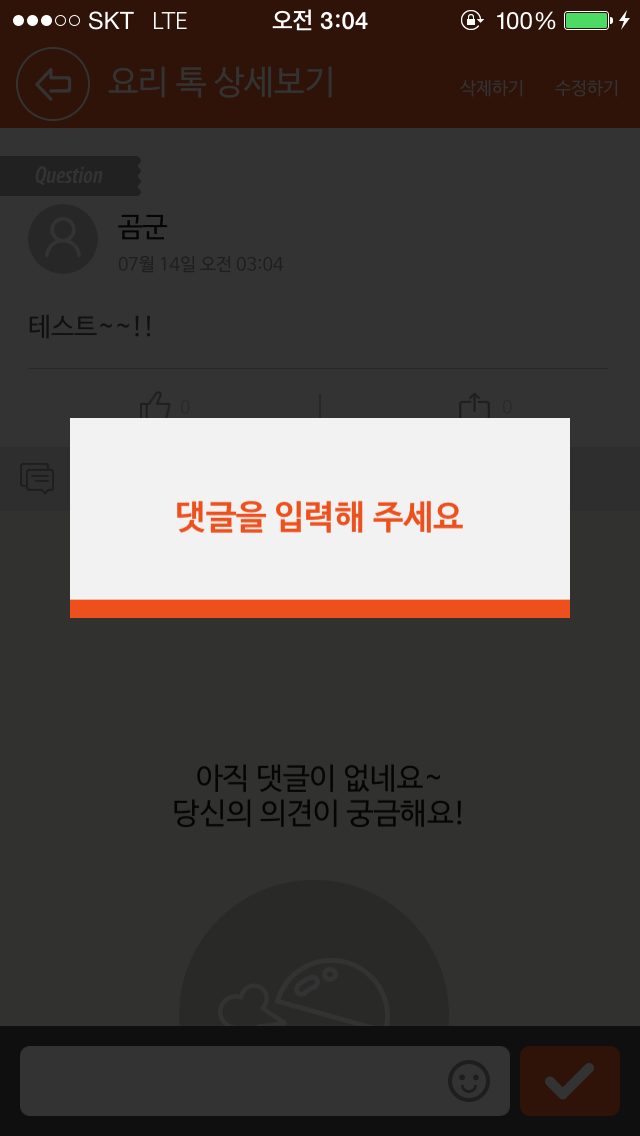 SKT LTE 오전 3:04 100%
요리 톡 상세보기 삭제하기 수정하기
Question
곰군
07월 14일 오전 03:04
테스트~~!!
0 0
댓글을 입력해 주세요
아직 댓글이 없네요~
당신의 의견이 궁금해요!